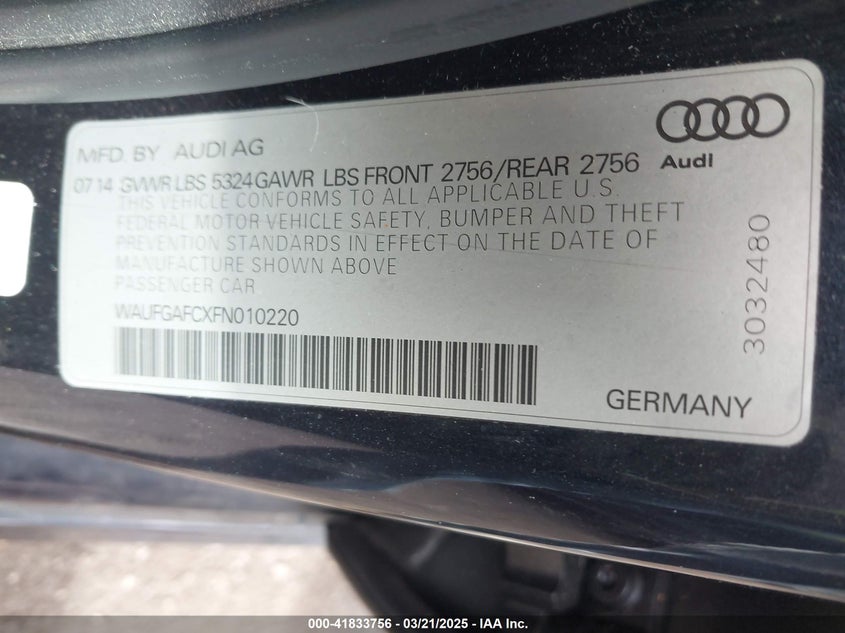 MFD. BY AUDI AG
Audi
07 14 GVWR LBS 5324 GAWR LBS FRONT 2756/REAR 2756
THIS VEHICLE CONFORMS TO ALL APPLICABLE U.S.
FEDERAL MOTOR VEHICLE SAFETY, BUMPER AND THEFT
PREVENTION STANDARDS IN EFFECT ON THE DATE OF
MANUFACTURE SHOWN ABOVE
PASSENGER CAR
WAUFGAFCXFN010220
GERMANY
3032480
000-41833756 — 03/21/2025 — IAA Inc.